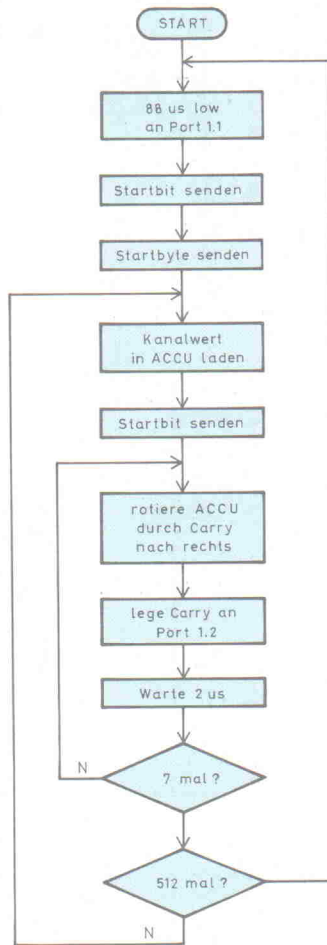 START
88 us low
an Port 1.1
Startbit senden
Startbyte senden
Kanalwert
in ACCU laden
Startbit senden
rotiere ACCU
durch Carry
nach rechts
lege Carry an
Port 1.2
Warte 2 us
7 mal ?
N
512 mal ?
N